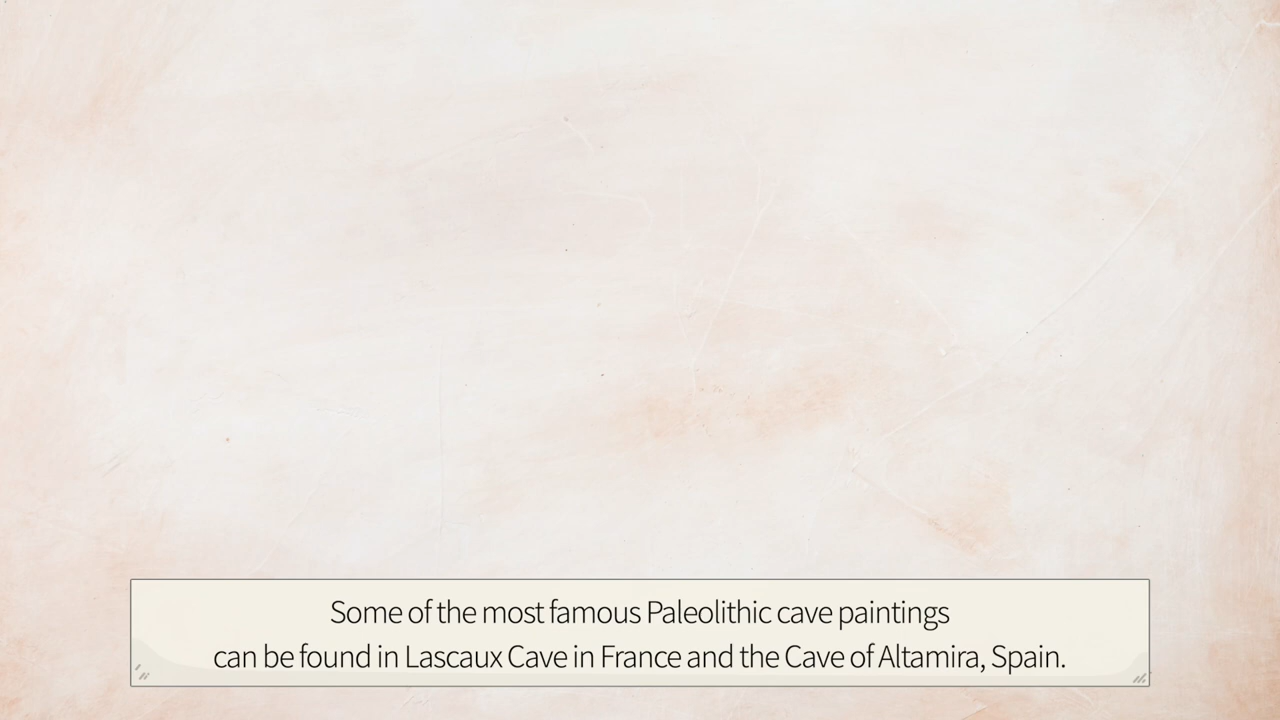 Some of the most famous Paleolithic cave paintings
can be found in Lascaux Cave in France and the Cave of Altamira, Spain.